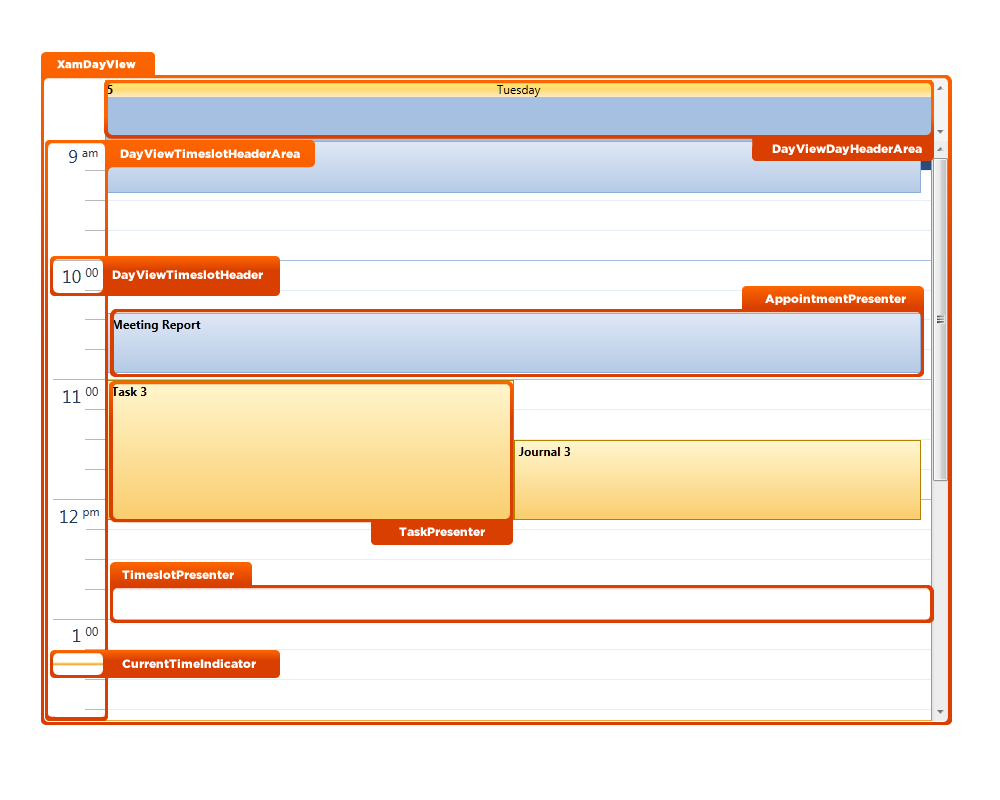 XamDayView
5 Tuesday
DayViewDayHeaderArea
9 am DayViewTimeslotHeaderArea
10 00 DayViewTimeslotHeader
AppointmentPresenter
Meeting Report
11 00 Task 3
Journal 3
12 pm
TaskPresenter
TimeslotPresenter
1 00
CurrentTimeIndicator